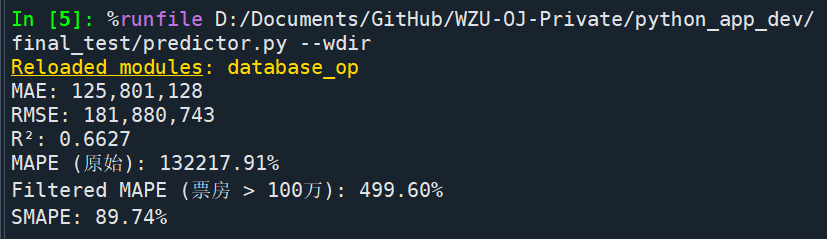 In [5]: %runfile D:/Documents/GitHub/WZU-OJ-Private/python_app_dev/
final_test/predictor.py --wdir
Reloaded modules: database_op
MAE: 125,801,128
RMSE: 181,880,743
R²: 0.6627
MAPE (原始): 132217.91%
Filtered MAPE (票房 > 100万): 499.60%
SMAPE: 89.74%